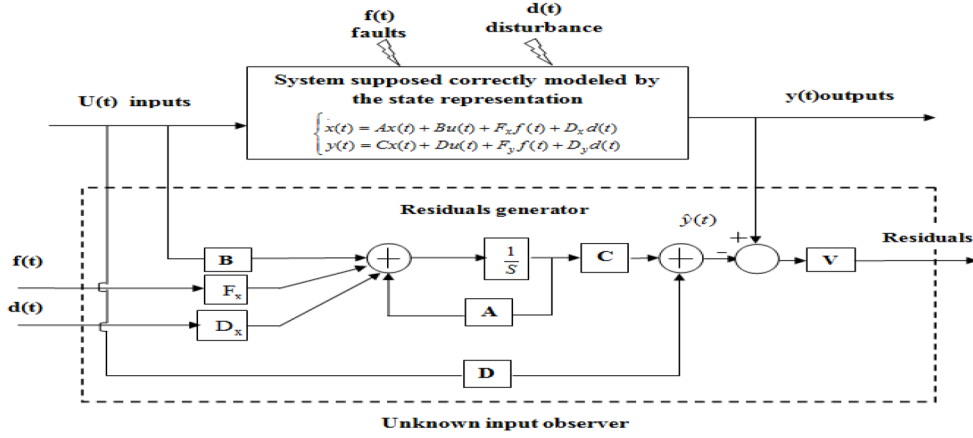 f(t)
faults
d(t)
disturbance
System supposed correctly modeled by
the state representation
ẋ(t) = Ax(t) + Bu(t) + F_x f(t) + D_x d(t)
y(t) = Cx(t) + Du(t) + F_y f(t) + D_y d(t)
U(t) inputs
y(t)outputs
Residuals generator
ŷ(t)
Residuals
f(t)
d(t)
B
F_x
D_x
+
1/S
C
A
+
+
-
V
D
Unknown input observer